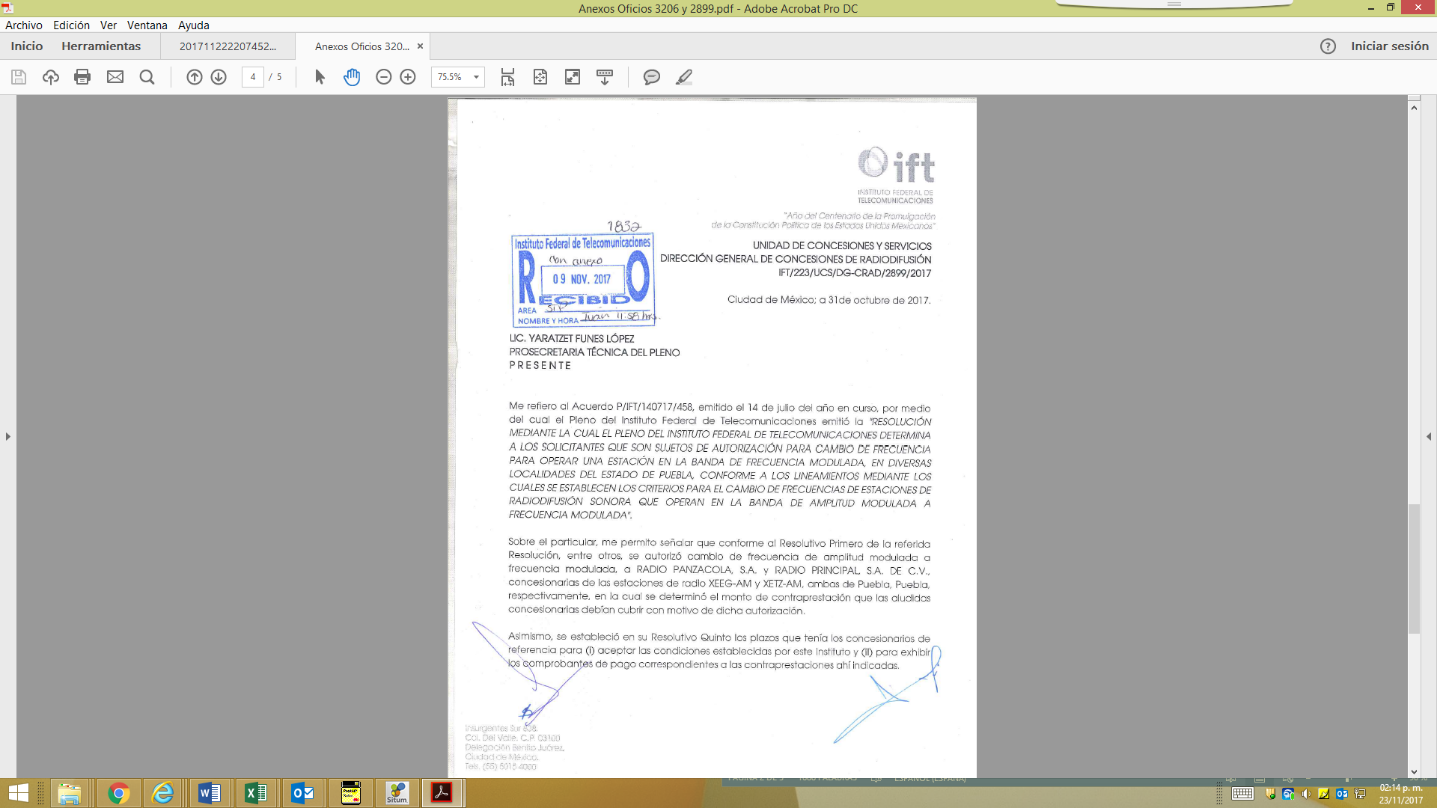 Anexos Oficios 3206 y 2899.pdf - Adobe Acrobat Pro DC
Archivo Edición Ver Ventana Ayuda
Inicio Herramientas 201711222207452... Anexos Oficios 320... × Iniciar sesión
4 / 5 75.5%
ift
INSTITUTO FEDERAL DE
TELECOMUNICACIONES
"Año del Centenario de la Promulgación
de la Constitución Política de los Estados Unidos Mexicanos"
1832
Instituto Federal de Telecomunicaciones
con anexo
R 09 NOV. 2017 O
ECIBIDO
AREA
NOMBRE Y HORA Juan 11:58 hrs.
UNIDAD DE CONCESIONES Y SERVICIOS
DIRECCIÓN GENERAL DE CONCESIONES DE RADIODIFUSIÓN
IFT/223/UCS/DG-CRAD/2899/2017
Ciudad de México; a 31de octubre de 2017.
LIC. YARATZET FUNES LÓPEZ
PROSECRETARIA TÉCNICA DEL PLENO
P R E S E N T E
Me refiero al Acuerdo P/IFT/140717/458, emitido el 14 de julio del año en curso, por medio
del cual el Pleno del Instituto Federal de Telecomunicaciones emitió la "RESOLUCIÓN
MEDIANTE LA CUAL EL PLENO DEL INSTITUTO FEDERAL DE TELECOMUNICACIONES DETERMINA
A LOS SOLICITANTES QUE SON SUJETOS DE AUTORIZACIÓN PARA CAMBIO DE FRECUENCIA
PARA OPERAR UNA ESTACIÓN EN LA BANDA DE FRECUENCIA MODULADA, EN DIVERSAS
LOCALIDADES DEL ESTADO DE PUEBLA, CONFORME A LOS LINEAMIENTOS MEDIANTE LOS
CUALES SE ESTABLECEN LOS CRITERIOS PARA EL CAMBIO DE FRECUENCIAS DE ESTACIONES DE
RADIODIFUSIÓN SONORA QUE OPERAN EN LA BANDA DE AMPLITUD MODULADA A
FRECUENCIA MODULADA".
Sobre el particular, me permito señalar que conforme al Resolutivo Primero de la referida
Resolución, entre otros, se autorizó cambio de frecuencia de amplitud modulada a
frecuencia modulada, a RADIO PANZACOLA, S.A. y RADIO PRINCIPAL, S.A. DE C.V.,
concesionarias de las estaciones de radio XEEG-AM y XETZ-AM, ambas de Puebla, Puebla,
respectivamente, en la cual se determinó el monto de contraprestación que las aludidas
concesionarias debían cubrir con motivo de dicha autorización.
Asimismo, se estableció en su Resolutivo Quinto los plazos que tenía los concesionarios de
referencia para (i) aceptar las condiciones establecidas por este Instituto y (ii) para exhibir
los comprobantes de pago correspondientes a las contraprestaciones ahí indicadas.
Insurgentes Sur 838,
Col. Del Valle, C.P. 03100
Delegación Benito Juárez,
Ciudad de México,
Tels. (55) 5015 4000
Situm
02:14 p. m.
23/11/2017